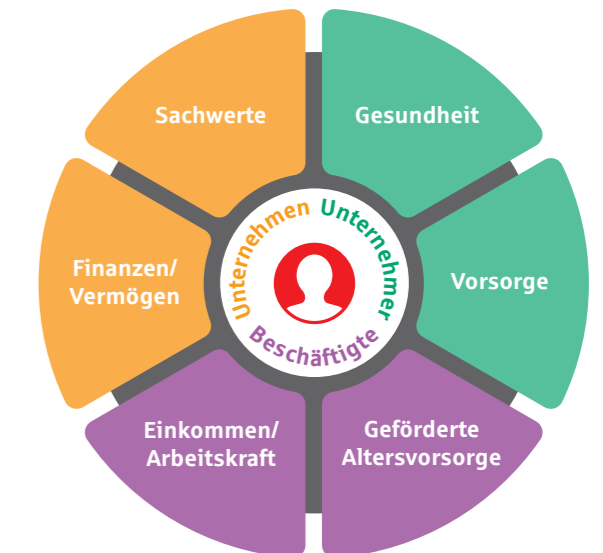 Sachwerte
Gesundheit
Finanzen/
Vermögen
Unternehmen
Unternehmer
Beschäftigte
Vorsorge
Einkommen/
Arbeitskraft
Geförderte
Altersvorsorge